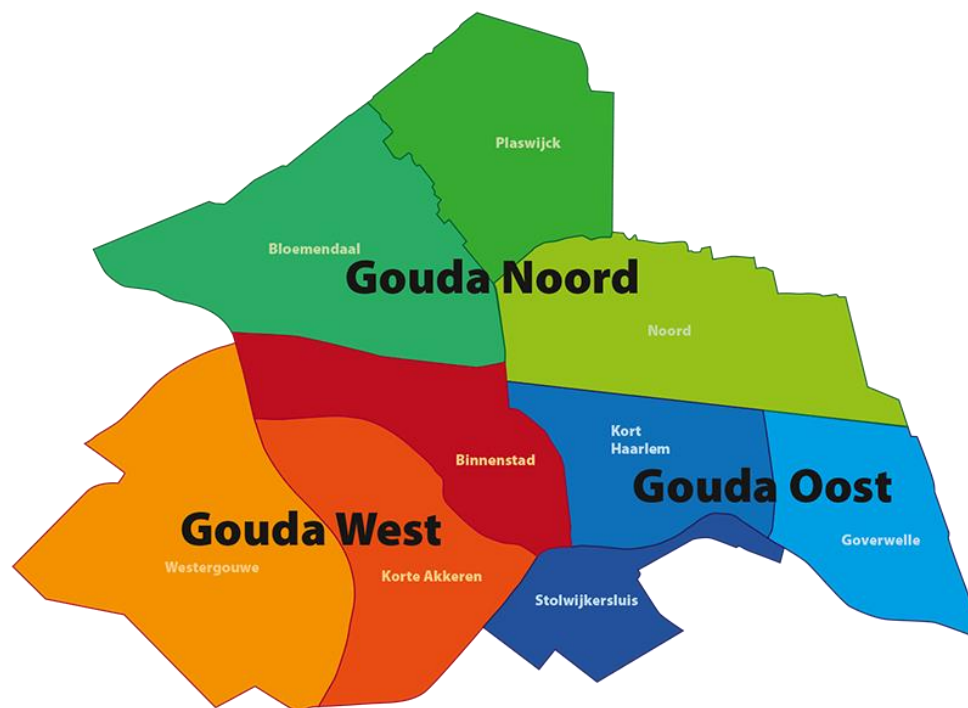 Plaswijck
Bloemendaal
Gouda Noord
Noord
Kort
Haarlem
Binnenstad
Gouda Oost
Gouda West
Goverwelle
Westergouwe
Korte Akkeren
Stolwijkersluis